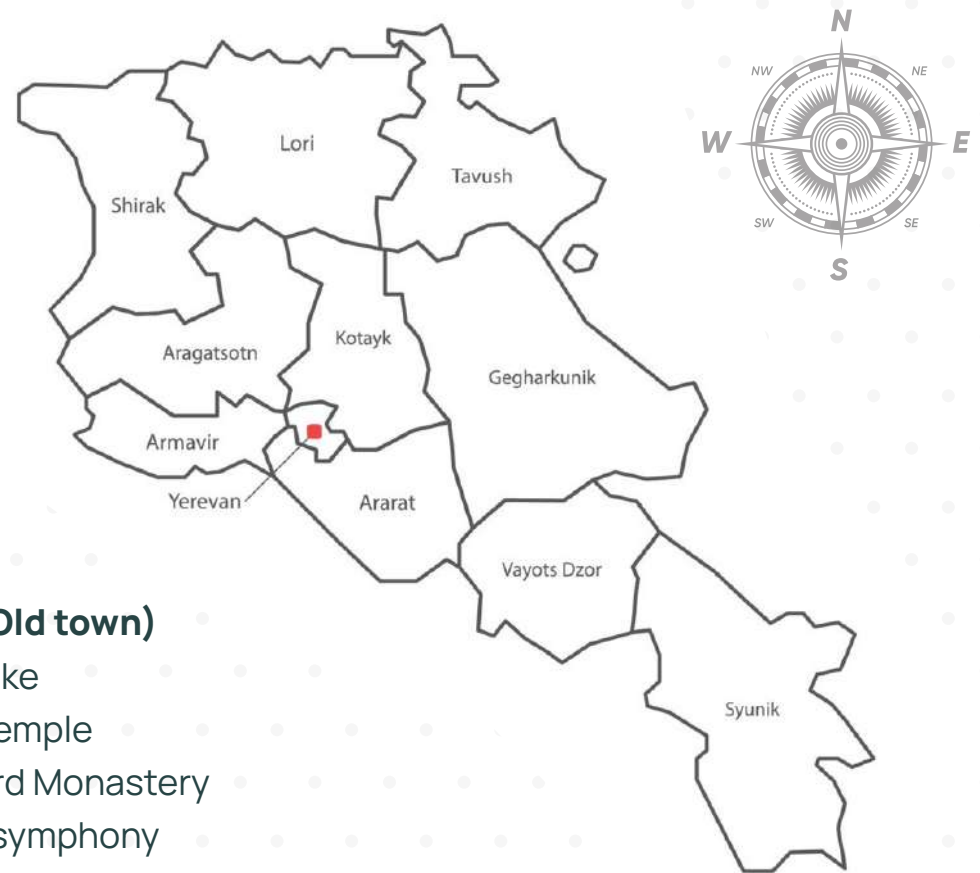 N
NW
NE
W
E
SW
SE
S
Lori
Tavush
Shirak
Kotayk
Aragatsotn
Gegharkunik
Armavir
Yerevan
Ararat
Vayots Dzor
Syunik
Old town)
ke
emple
rd Monastery
symphony